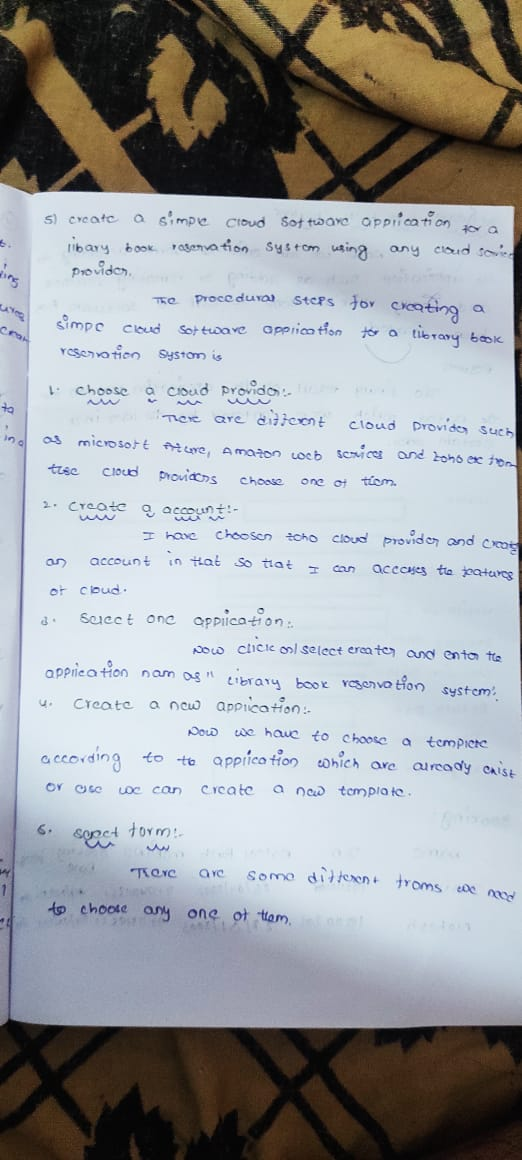 5) create a simple cloud software application for a
libary book reservation system using any cloud service
provider.
The procedural steps for creating a
simpe cloud software application for a library book
reservation system is
1. choose a cloud provider:-
There are different cloud provider such
as microsoft Azure, Amazon web services and zoho etc from
these cloud providers choose one of them.
2. create a account:-
I have choosen zoho cloud provider and create
an account in that so that I can acccuses the features
of cloud.
3. Select one application:-
Now click on/select creater and enter the
application nam as " Library book reservation system".
4. Create a new application:-
Now we have to choose a templete
according to the application which are already exist
or else we can create a new template.
5. select form:-
There are some different froms we need
to choose any one of them.